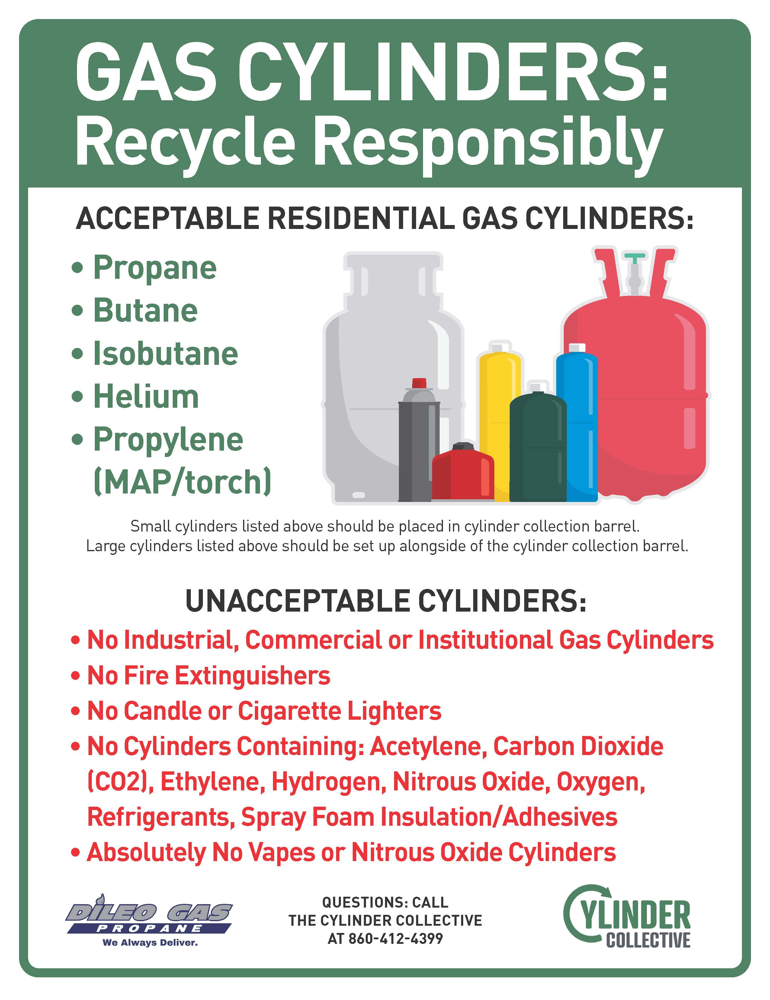 GAS CYLINDERS:
Recycle Responsibly
ACCEPTABLE RESIDENTIAL GAS CYLINDERS:
• Propane
• Butane
• Isobutane
• Helium
• Propylene
(MAP/torch)
Small cylinders listed above should be placed in cylinder collection barrel.
Large cylinders listed above should be set up alongside of the cylinder collection barrel.
UNACCEPTABLE CYLINDERS:
• No Industrial, Commercial or Institutional Gas Cylinders
• No Fire Extinguishers
• No Candle or Cigarette Lighters
• No Cylinders Containing: Acetylene, Carbon Dioxide
(CO2), Ethylene, Hydrogen, Nitrous Oxide, Oxygen,
Refrigerants, Spray Foam Insulation/Adhesives
• Absolutely No Vapes or Nitrous Oxide Cylinders
DILEO GAS
PROPANE
We Always Deliver.
QUESTIONS: CALL
THE CYLINDER COLLECTIVE
AT 860-412-4399
CYLINDER
COLLECTIVE